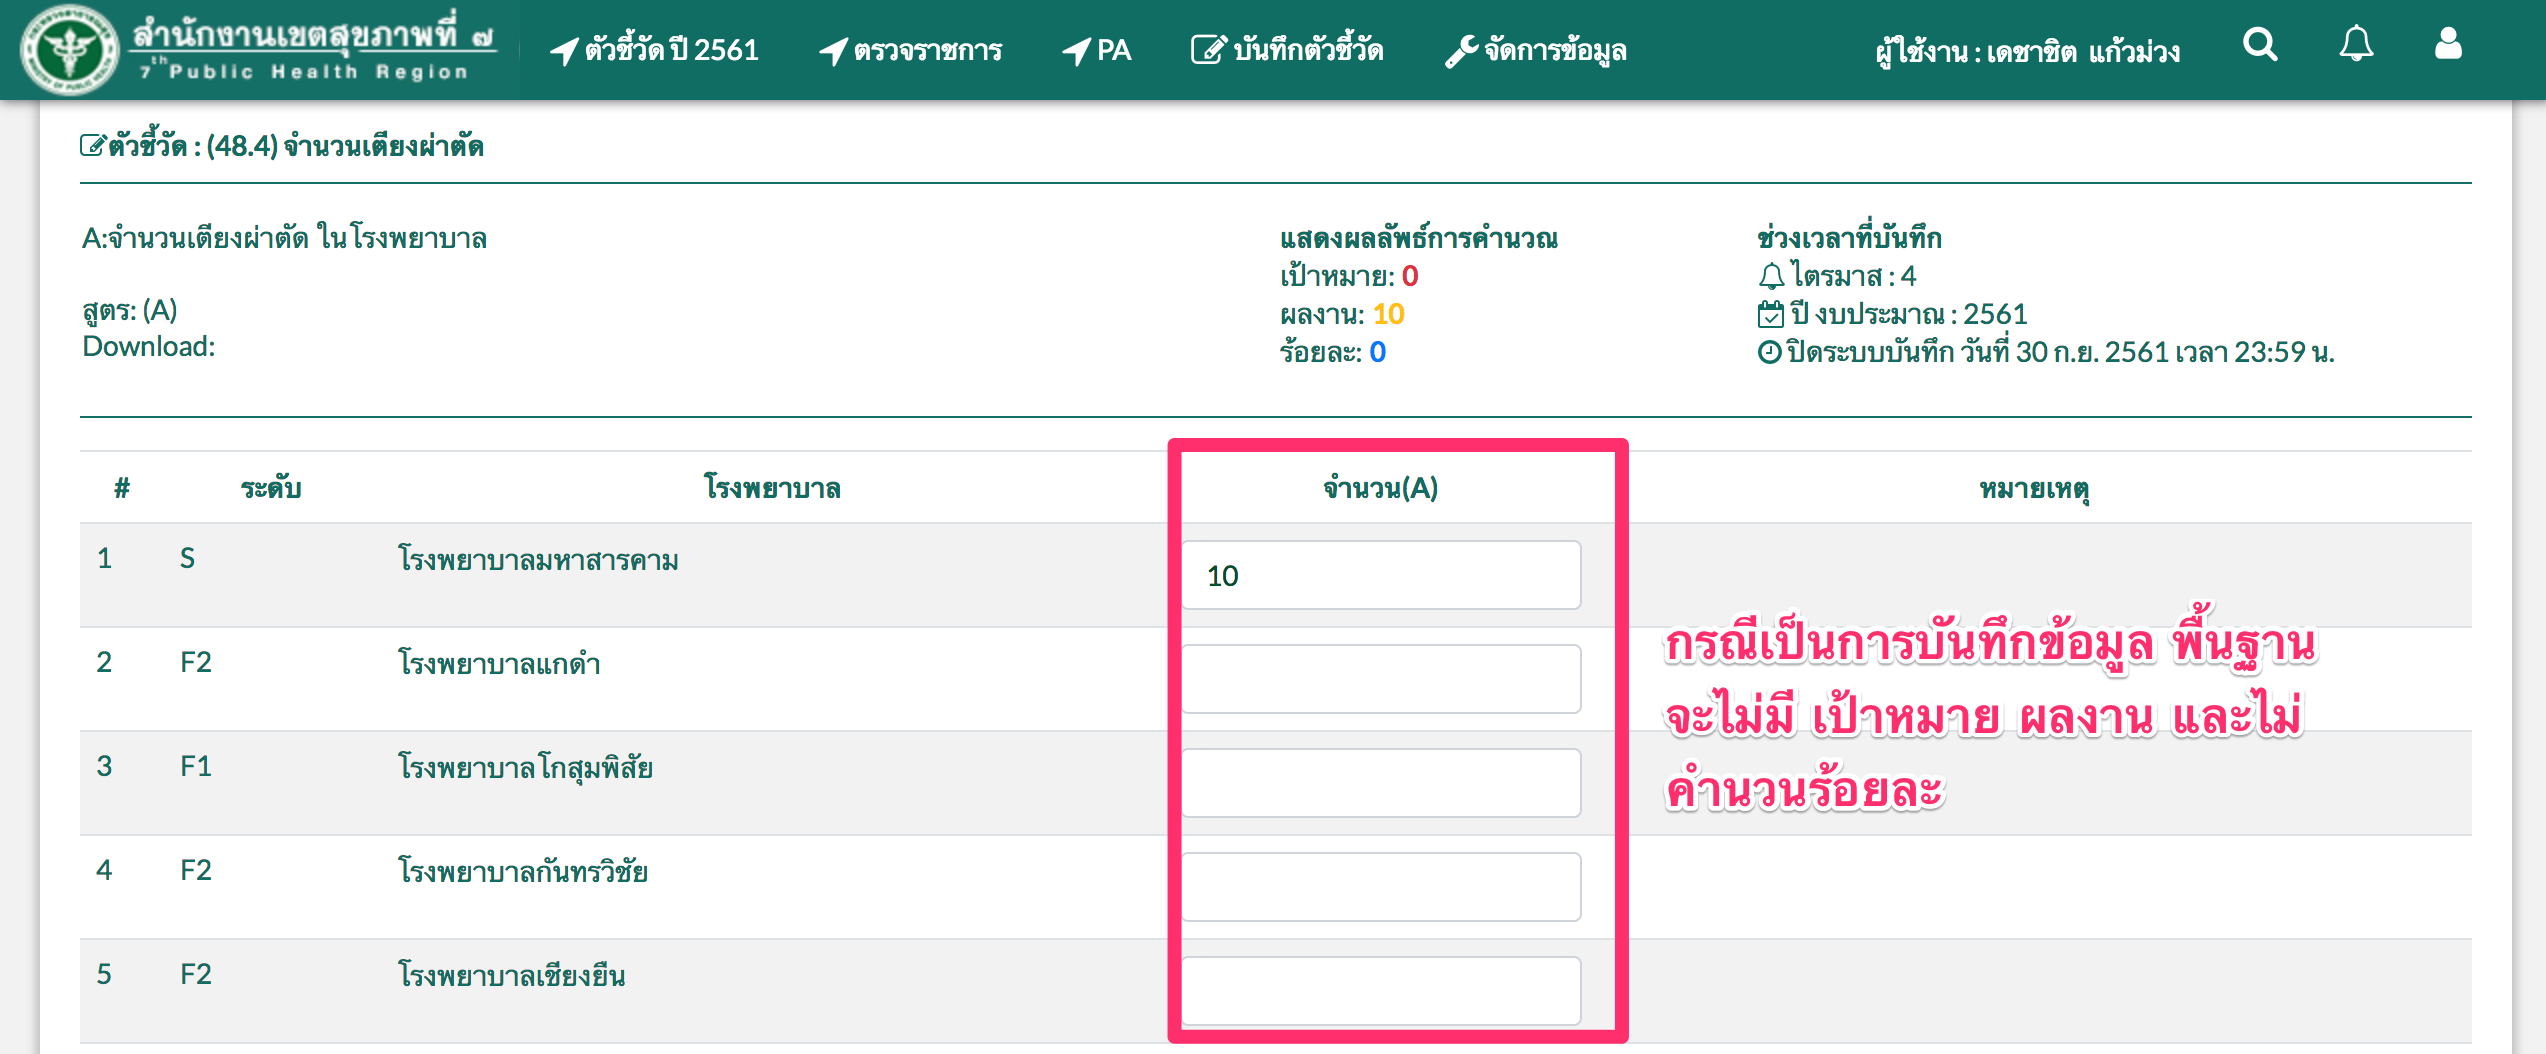 สำนักงานเขตสุขภาพที่ ๗
7th Public Health Region
ตัวชี้วัด ปี 2561
ตรวจราชการ
PA
บันทึกตัวชี้วัด
จัดการข้อมูล
ผู้ใช้งาน : เดชาชิต แก้วม่วง
ตัวชี้วัด : (48.4) จำนวนเตียงผ่าตัด
A:จำนวนเตียงผ่าตัด ในโรงพยาบาล
สูตร: (A)
Download:
แสดงผลลัพธ์การคำนวณ
เป้าหมาย: 0
ผลงาน: 10
ร้อยละ: 0
ช่วงเวลาที่บันทึก
ไตรมาส : 4
ปี งบประมาณ : 2561
ปิดระบบบันทึก วันที่ 30 ก.ย. 2561 เวลา 23:59 น.
# ระดับ โรงพยาบาล จำนวน(A) หมายเหตุ
1 S โรงพยาบาลมหาสารคาม 10
2 F2 โรงพยาบาลแกดำ
3 F1 โรงพยาบาลโกสุมพิสัย
4 F2 โรงพยาบาลกันทรวิชัย
5 F2 โรงพยาบาลเชียงยืน
กรณีเป็นการบันทึกข้อมูล พื้นฐาน
จะไม่มี เป้าหมาย ผลงาน และไม่
คำนวนร้อยละ